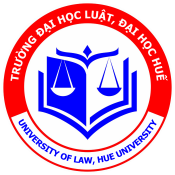 TRƯỜNG ĐẠI HỌC LUẬT, ĐẠI HỌC HUẾ
UNIVERSITY OF LAW, HUE UNIVERSITY